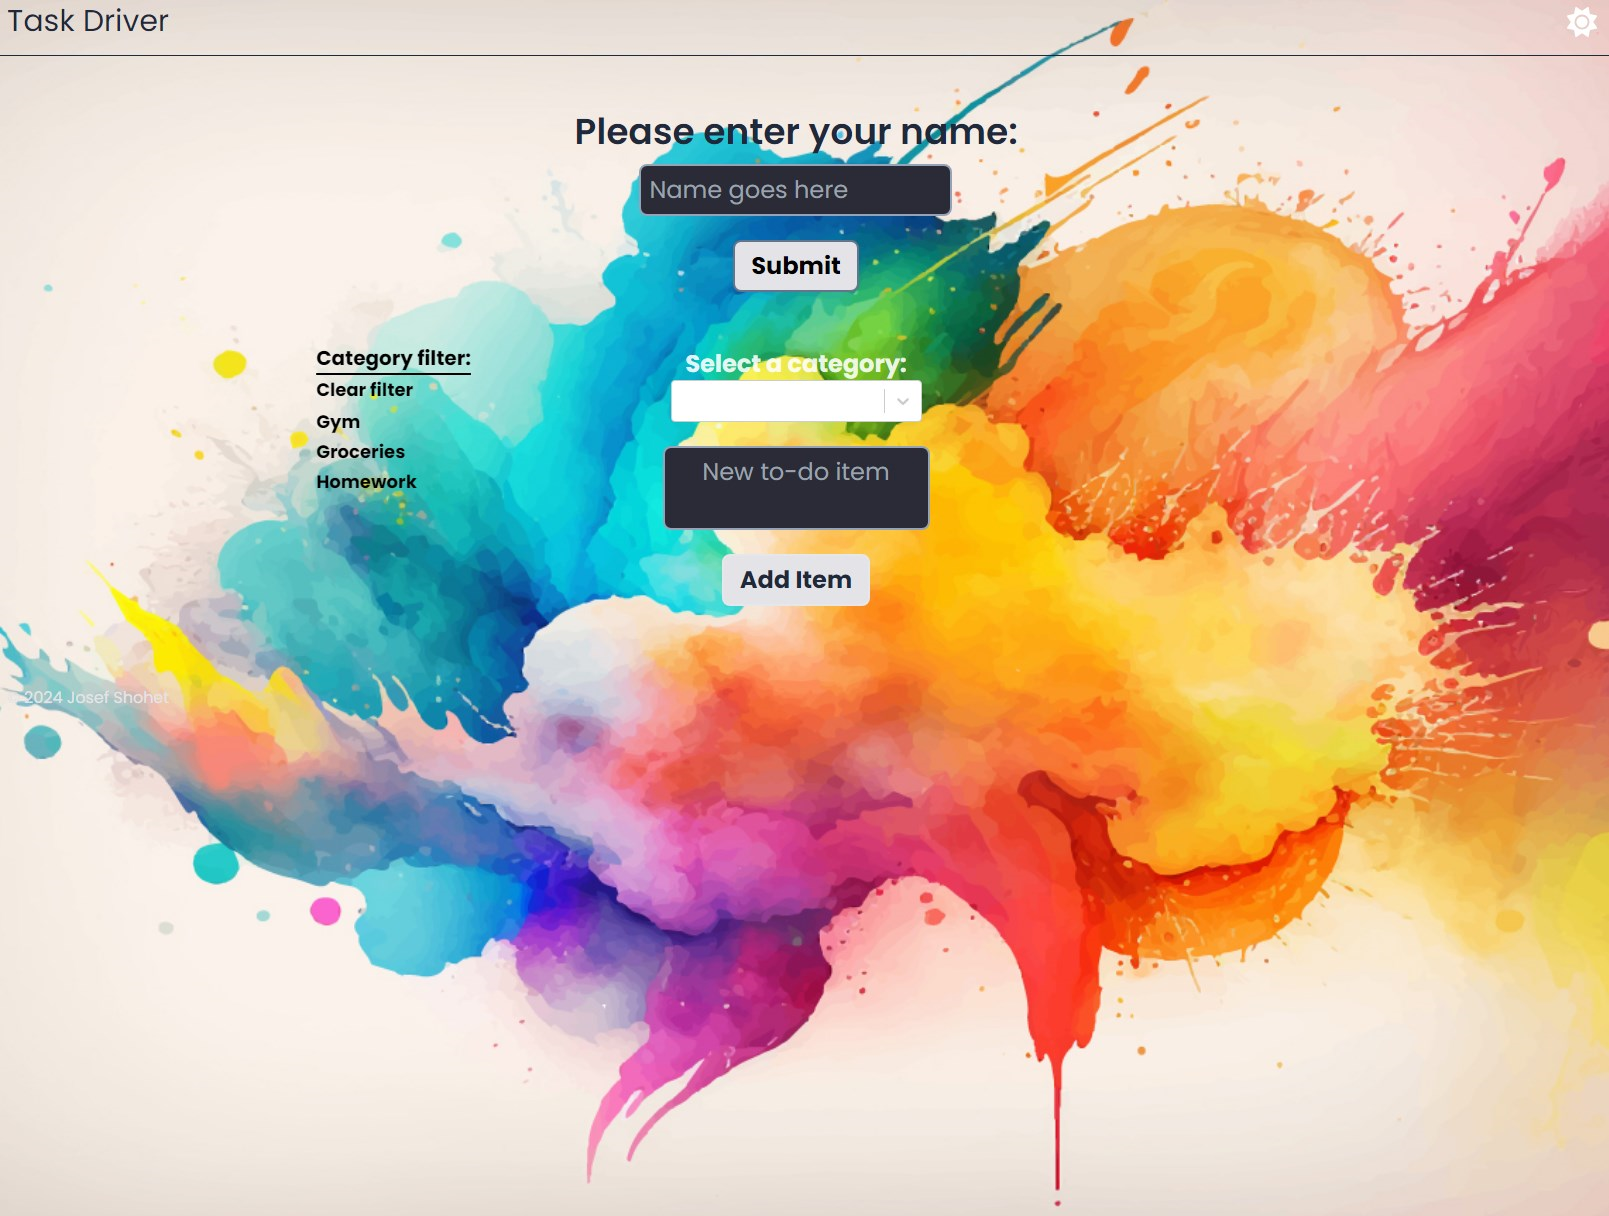 Task Driver
Please enter your name:
Name goes here
Submit
Category filter:
Clear filter
Gym
Groceries
Homework
Select a category:
New to-do item
Add Item
2024 Josef Shohet